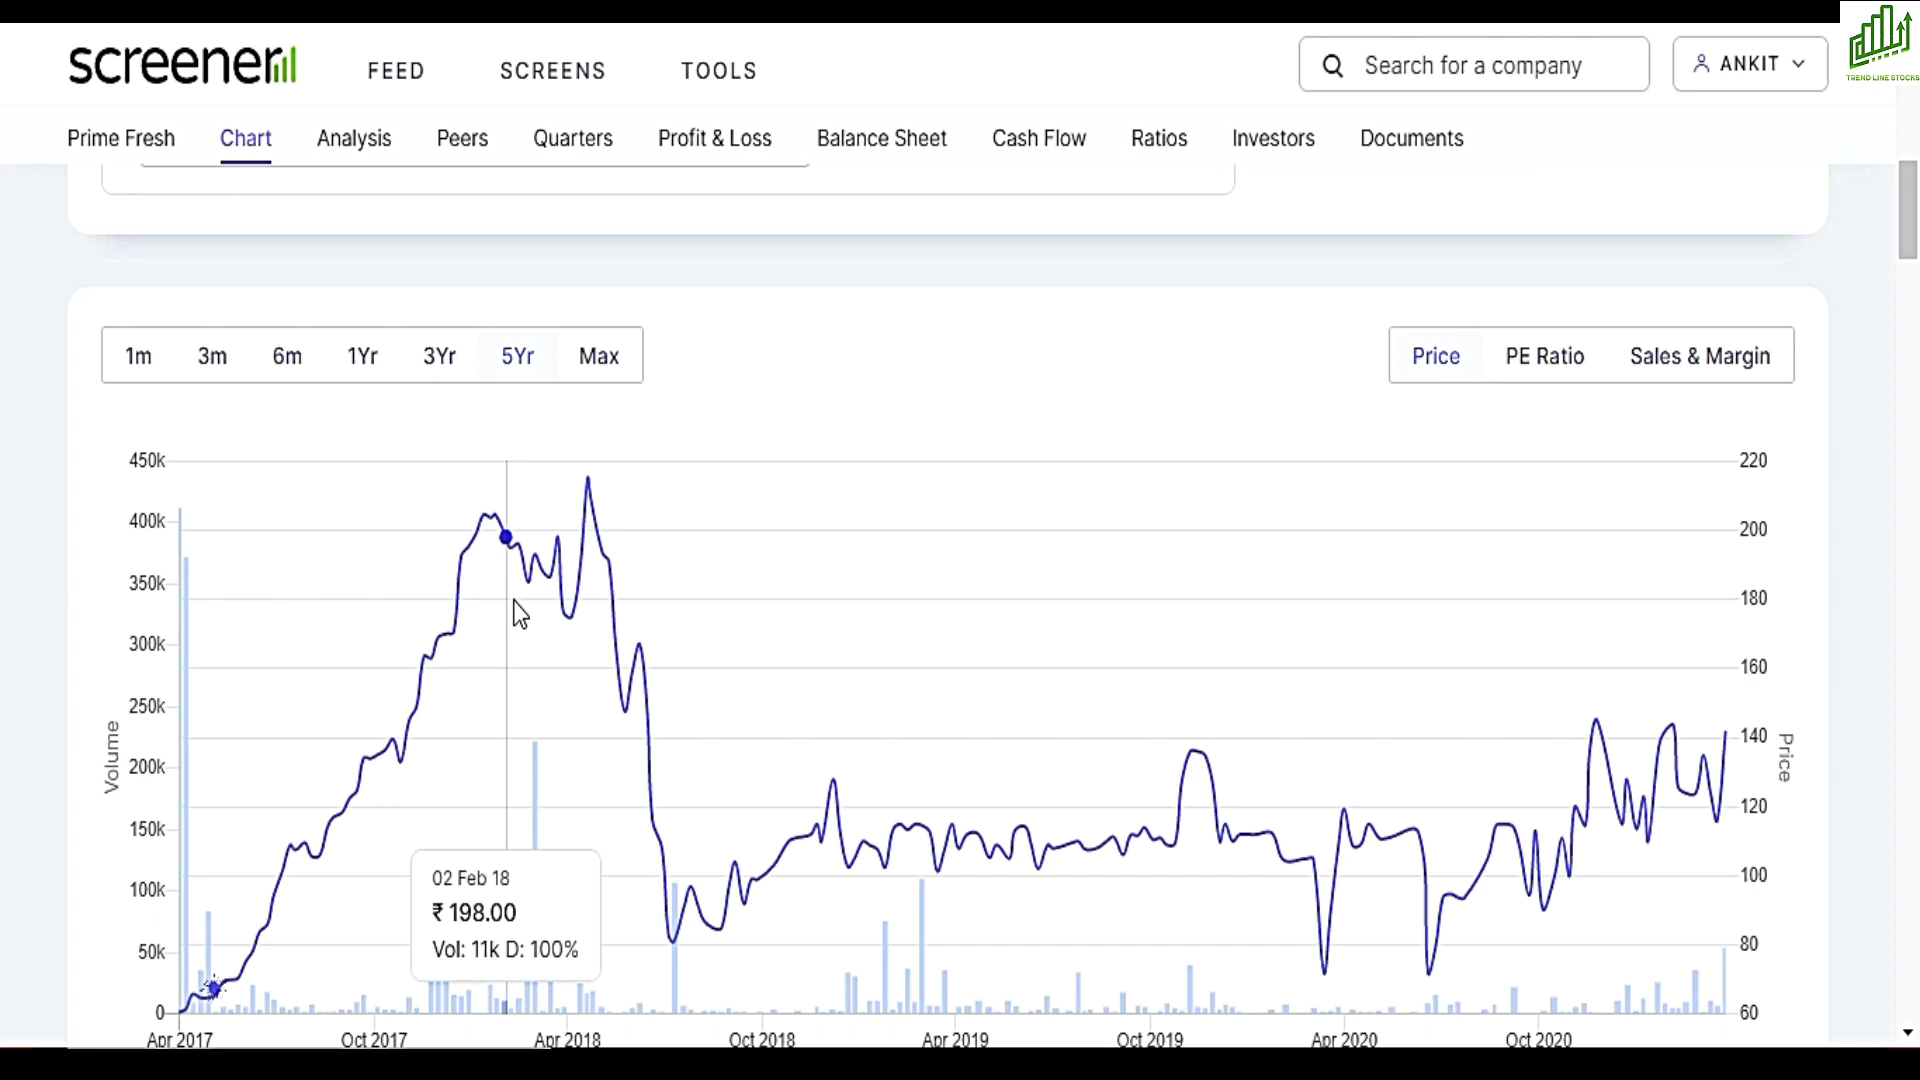 screener
FEED SCREENS TOOLS
Search for a company
ANKIT
TREND LINE STOCKS
Prime Fresh Chart Analysis Peers Quarters Profit & Loss Balance Sheet Cash Flow Ratios Investors Documents
1m 3m 6m 1Yr 3Yr 5Yr Max
Price PE Ratio Sales & Margin
450k
400k
350k
300k
250k
200k
150k
100k
50k
0
Volume
220
200
180
160
140
120
100
80
60
Price
02 Feb 18
₹ 198.00
Vol: 11k D: 100%
Apr 2017 Oct 2017 Apr 2018 Oct 2018 Apr 2019 Oct 2019 Apr 2020 Oct 2020